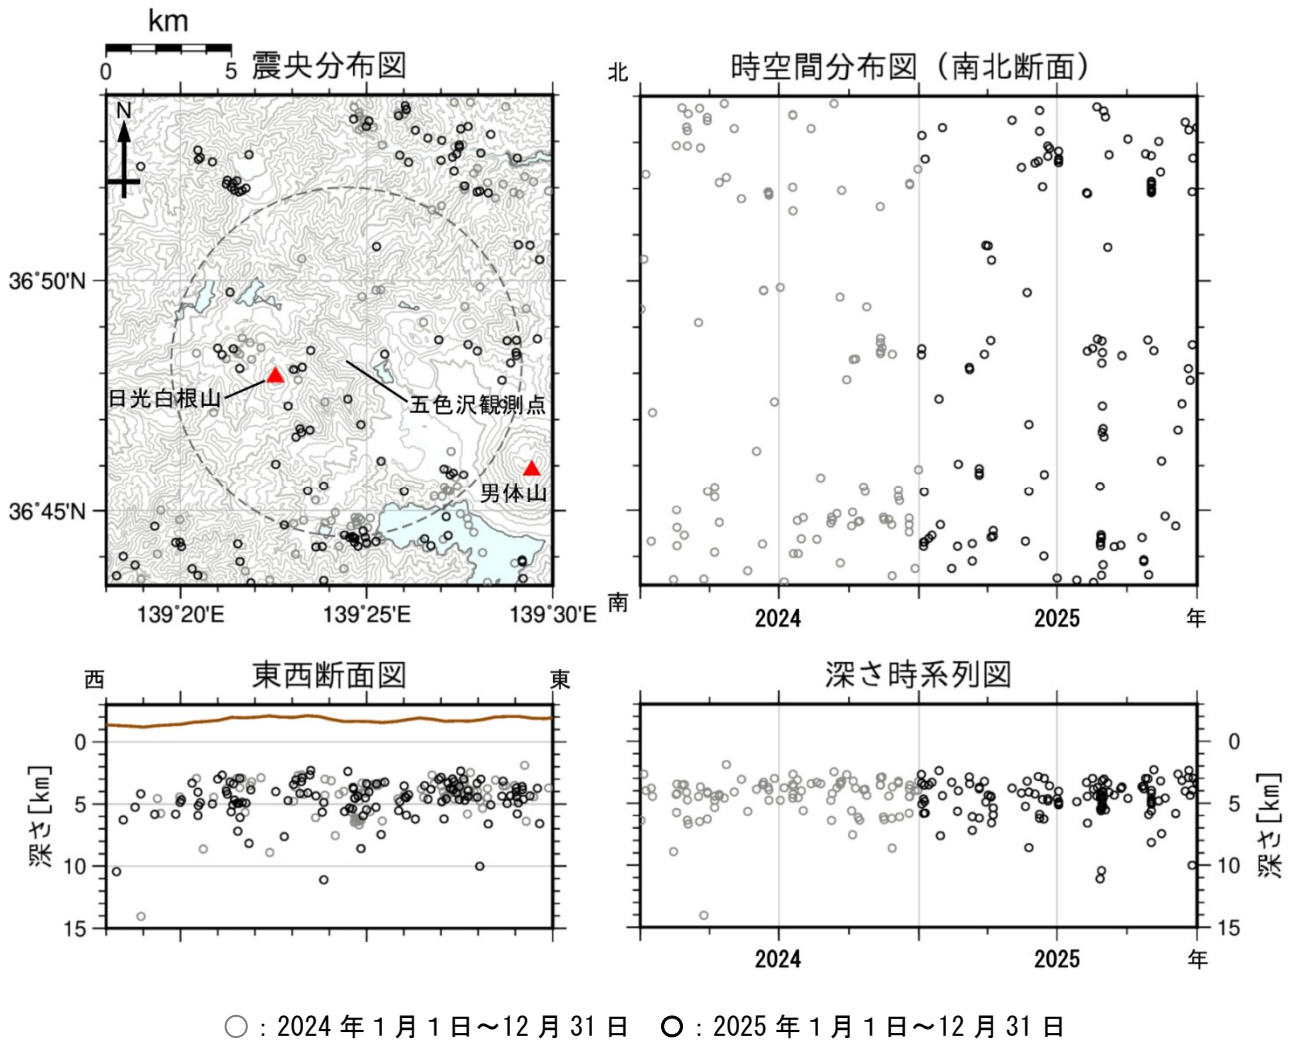 km
0 5
震央分布図
N
36°50'N
36°45'N
日光白根山
五色沢観測点
男体山
139°20'E 139°25'E 139°30'E
時空間分布図（南北断面）
北
南
2024 2025 年
東西断面図
西 東
0
5
10
15
深さ[km]
深さ時系列図
0
5
10
15
深さ[km]
2024 2025 年
○：2024 年 1 月 1 日～12 月 31 日 ○：2025 年 1 月 1 日～12 月 31 日